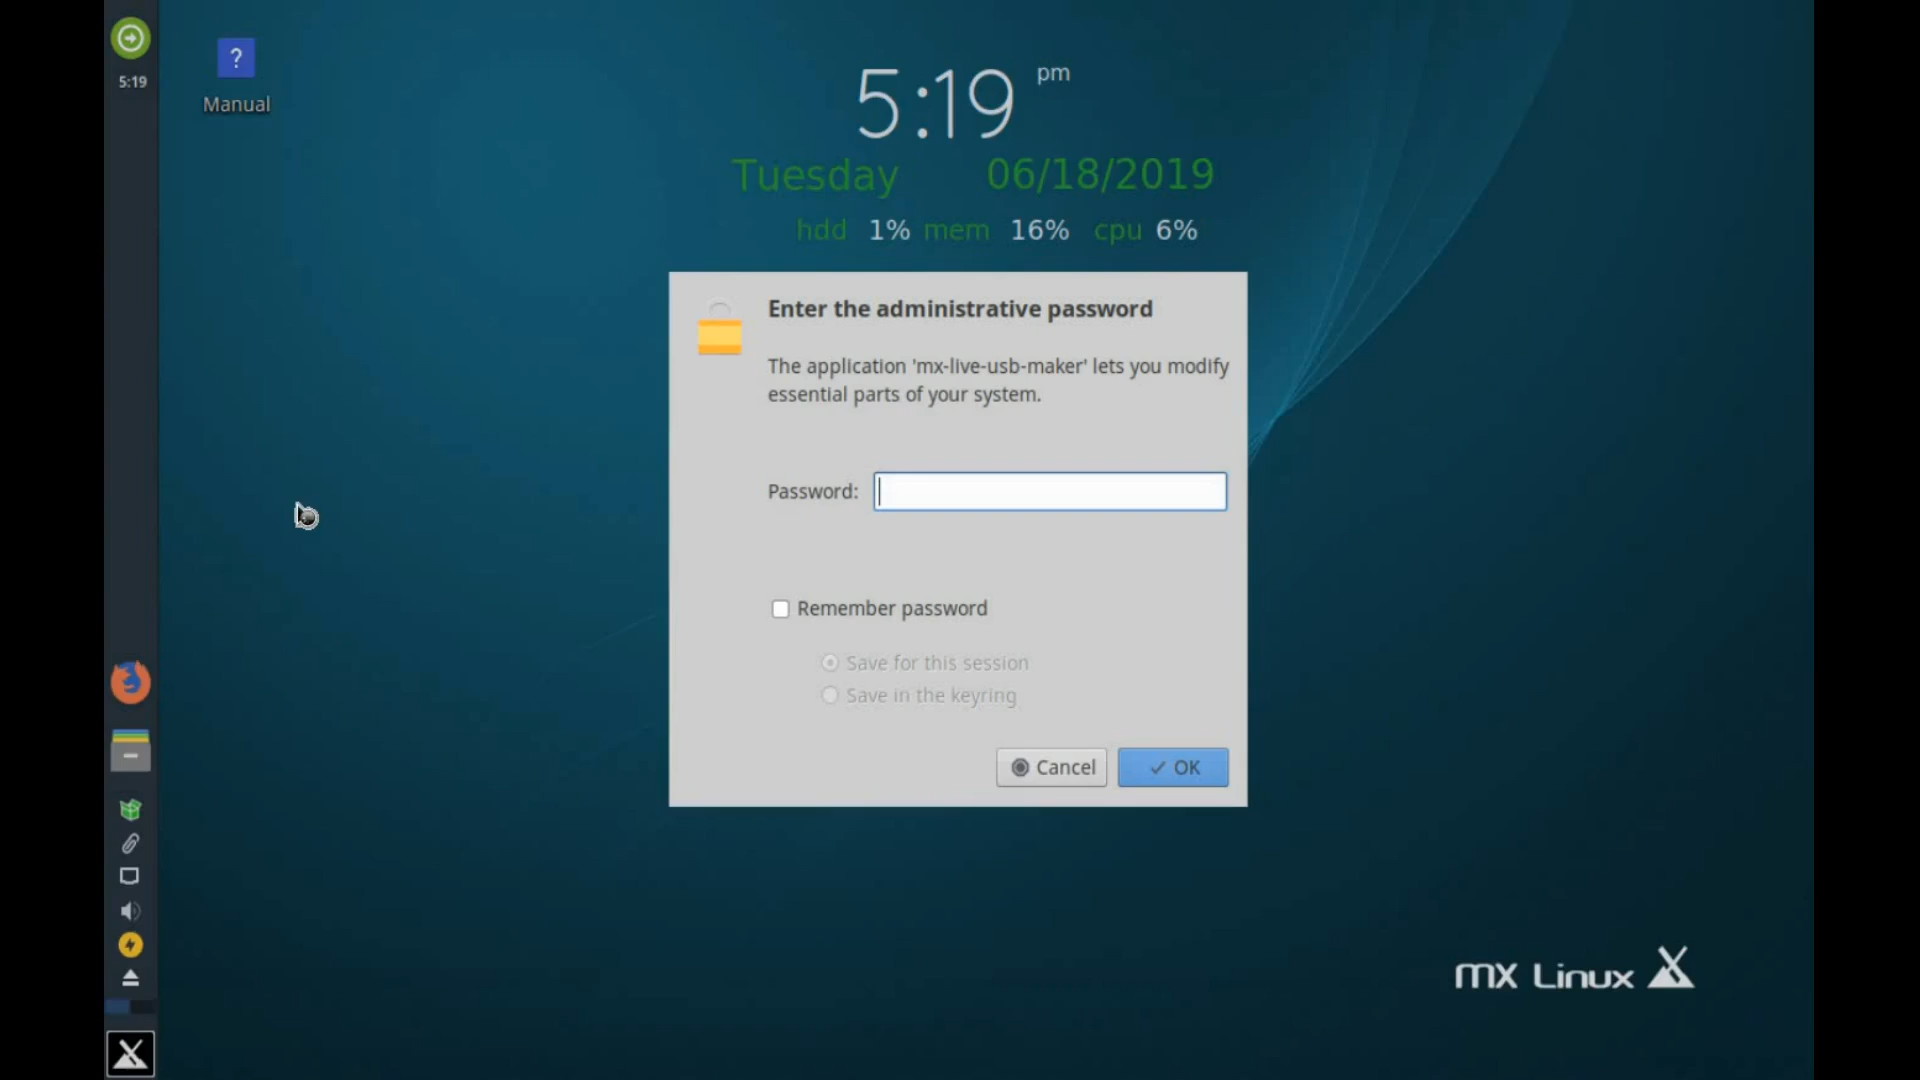 5:19
?
Manual
5:19 pm
Tuesday 06/18/2019
hdd 1% mem 16% cpu 6%
Enter the administrative password
The application 'mx-live-usb-maker' lets you modify
essential parts of your system.
Password:
Remember password
Save for this session
Save in the keyring
Cancel OK
mx Linux